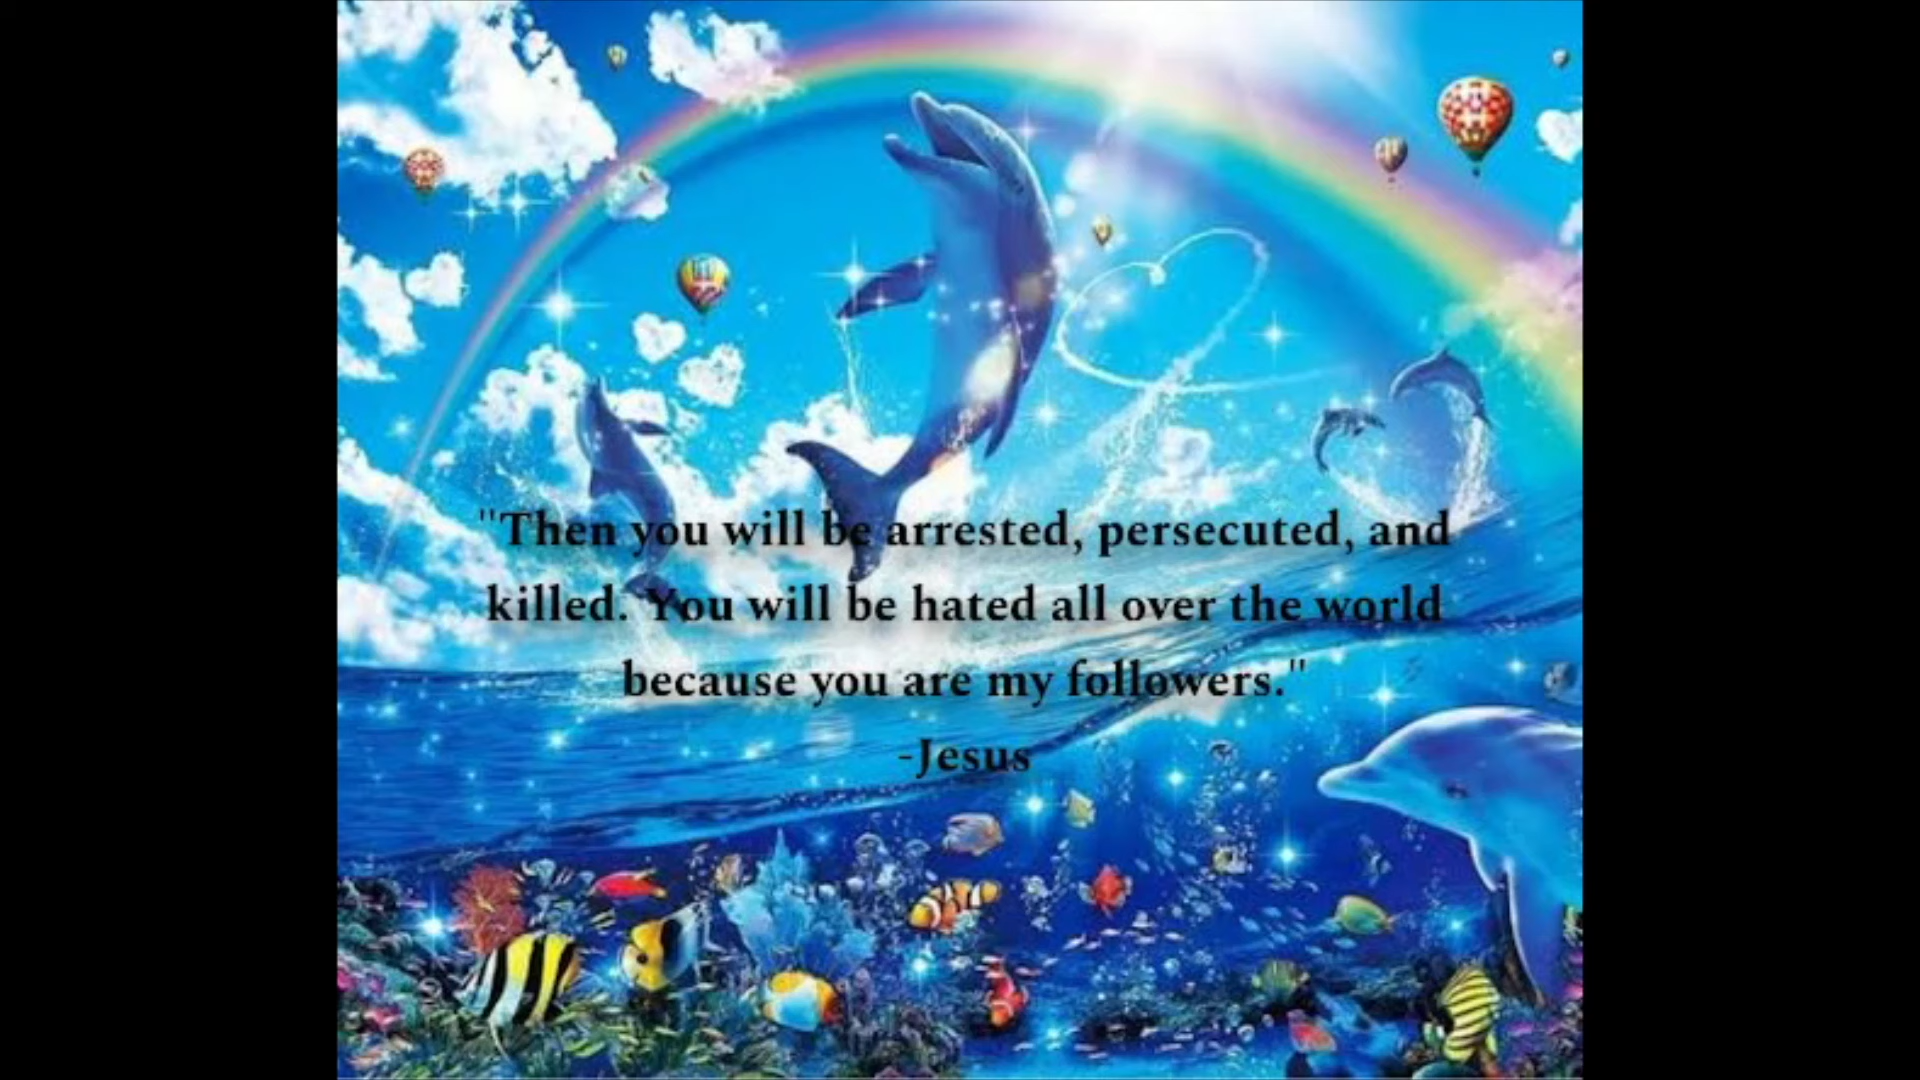 "Then you will be arrested, persecuted, and
killed. You will be hated all over the world
because you are my followers."
-Jesus